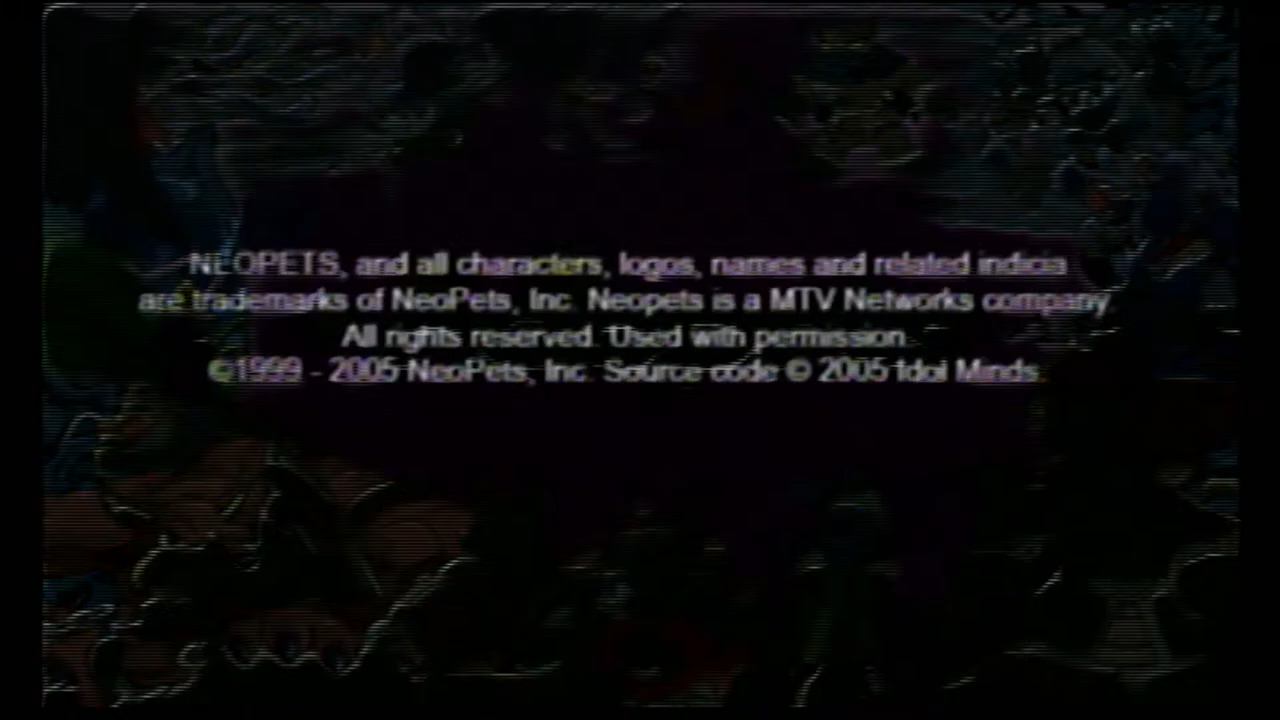 NEOPETS, and all characters, logos, names and related indicia
are trademarks of NeoPets, Inc. Neopets is a MTV Networks company.
All rights reserved. Used with permission.
©1999 - 2005 NeoPets, Inc. Source code © 2005 Idol Minds.